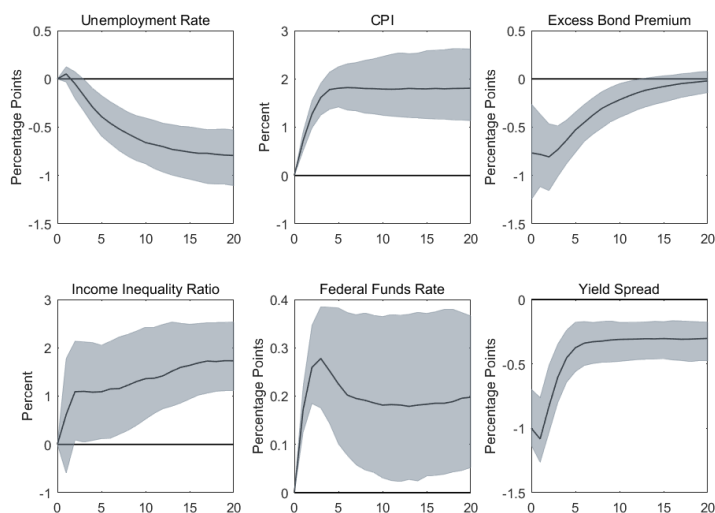 Unemployment Rate
Percentage Points
0.5
0
-0.5
-1
-1.5
0 5 10 15 20
CPI
Percent
3
2
1
0
-1
0 5 10 15 20
Excess Bond Premium
Percentage Points
0.5
0
-0.5
-1
-1.5
0 5 10 15 20
Income Inequality Ratio
Percent
3
2
1
0
-1
0 5 10 15 20
Federal Funds Rate
Percentage Points
0.4
0.3
0.2
0.1
0
0 5 10 15 20
Yield Spread
Percentage Points
0
-0.5
-1
-1.5
0 5 10 15 20